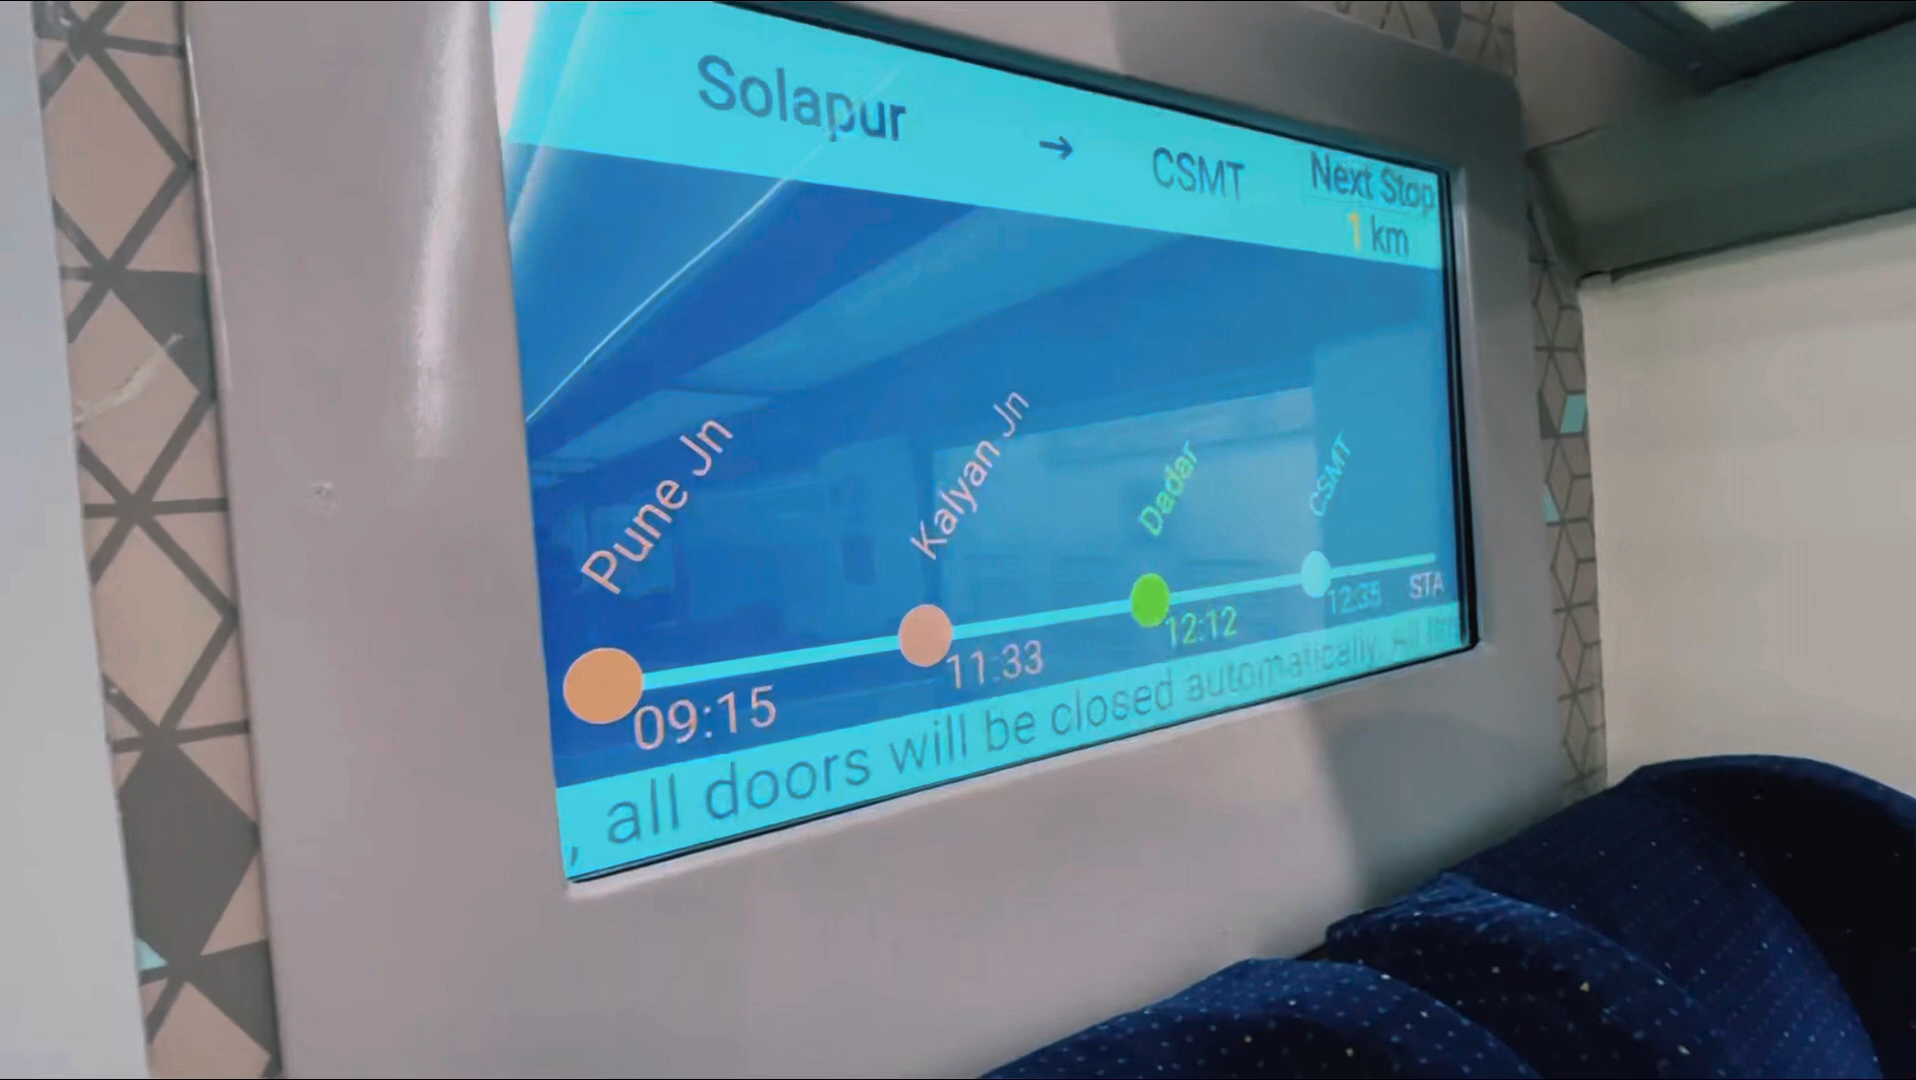 Solapur → CSMT
Next Stop
1 km
Pune Jn
Kalyan Jn
Dadar
CSMT
09:15
11:33
12:12
12:35
STA
, all doors will be closed automatically. All